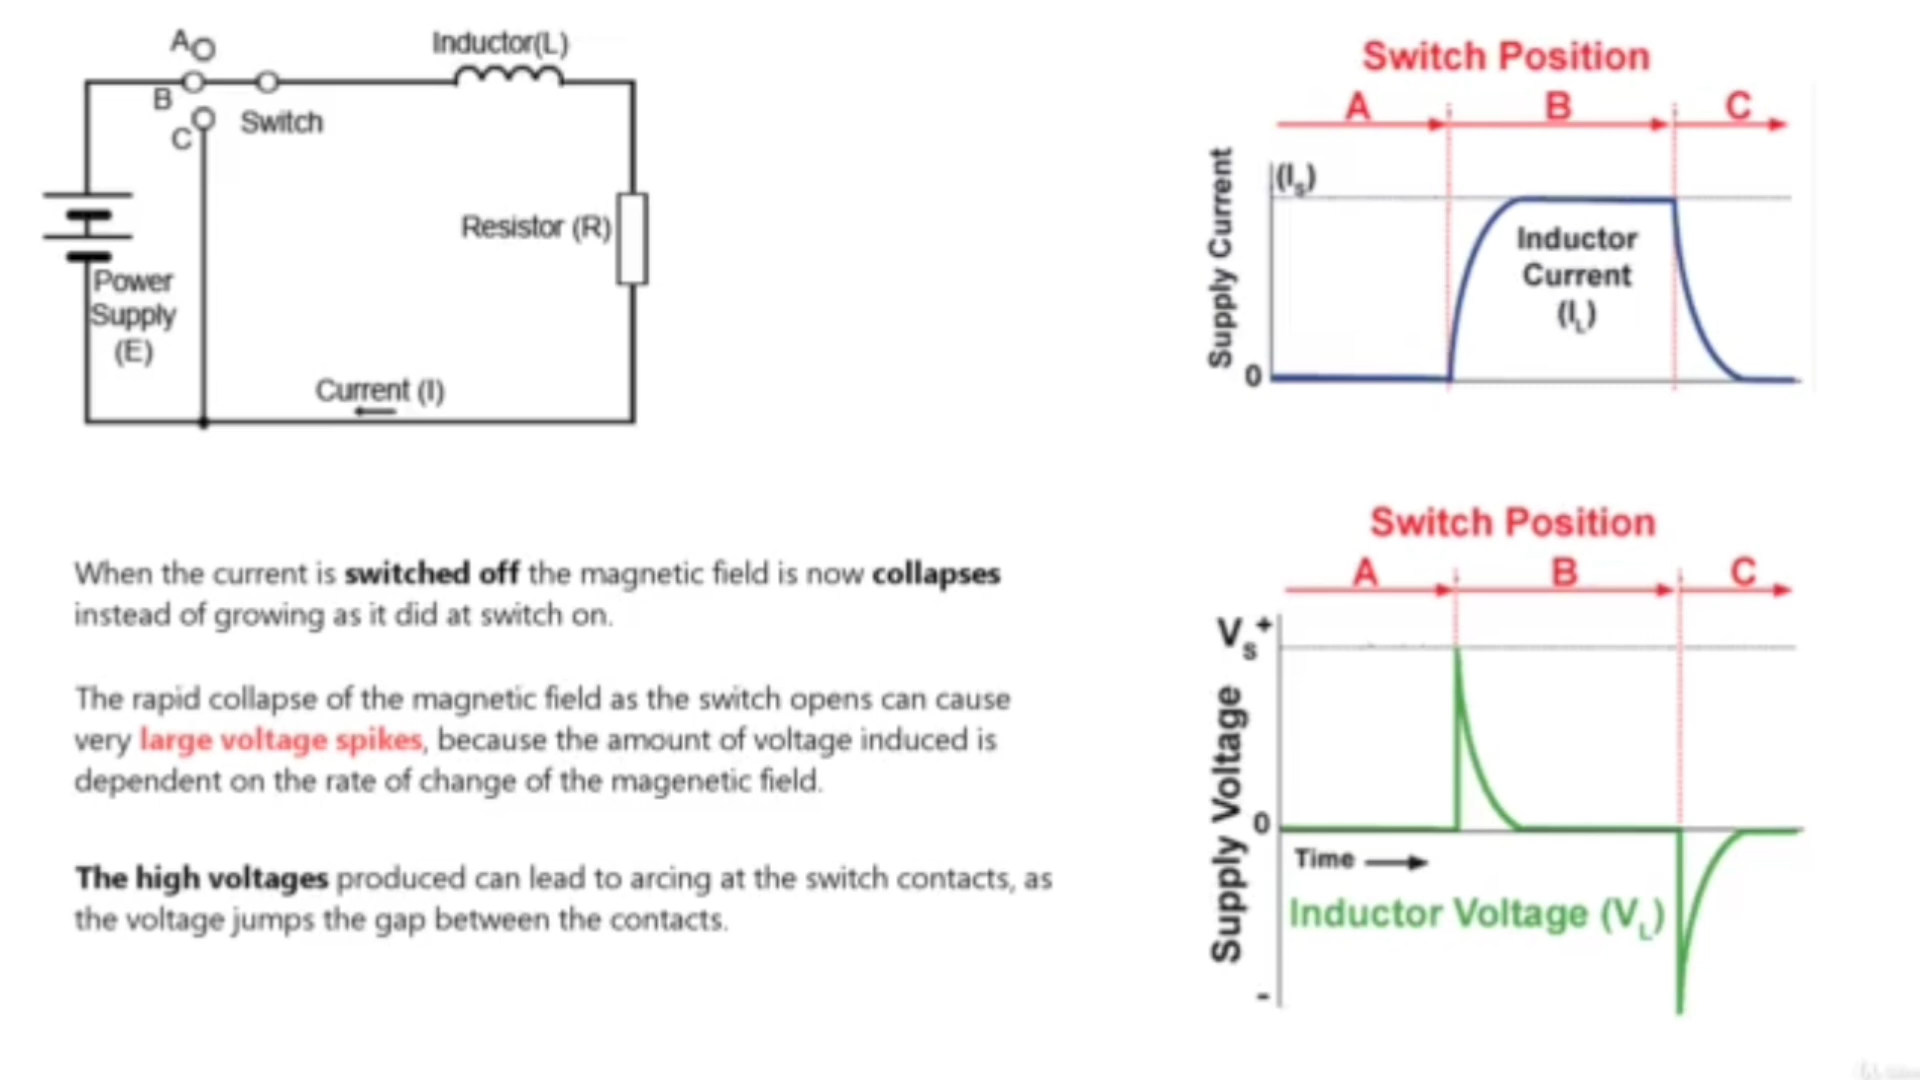 A
Inductor(L)
B
C
Switch
Resistor (R)
Power
Supply
(E)
Current (I)
When the current is switched off the magnetic field is now collapses
instead of growing as it did at switch on.
The rapid collapse of the magnetic field as the switch opens can cause
very large voltage spikes, because the amount of voltage induced is
dependent on the rate of change of the magenetic field.
The high voltages produced can lead to arcing at the switch contacts, as
the voltage jumps the gap between the contacts.
Switch Position
A B C
Supply Current
(Is)
Inductor
Current
(IL)
0
Switch Position
A B C
Vs +
Supply Voltage
0
Time
Inductor Voltage (VL)
-